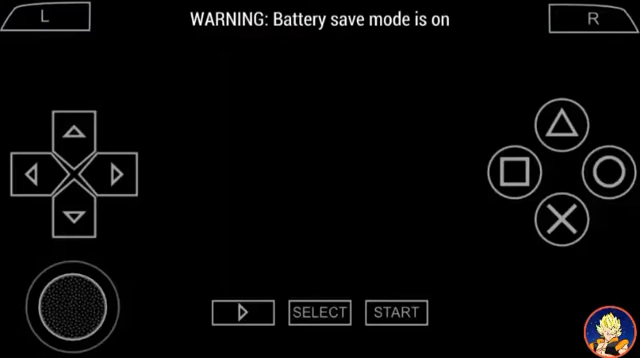 L
WARNING: Battery save mode is on
R
SELECT
START